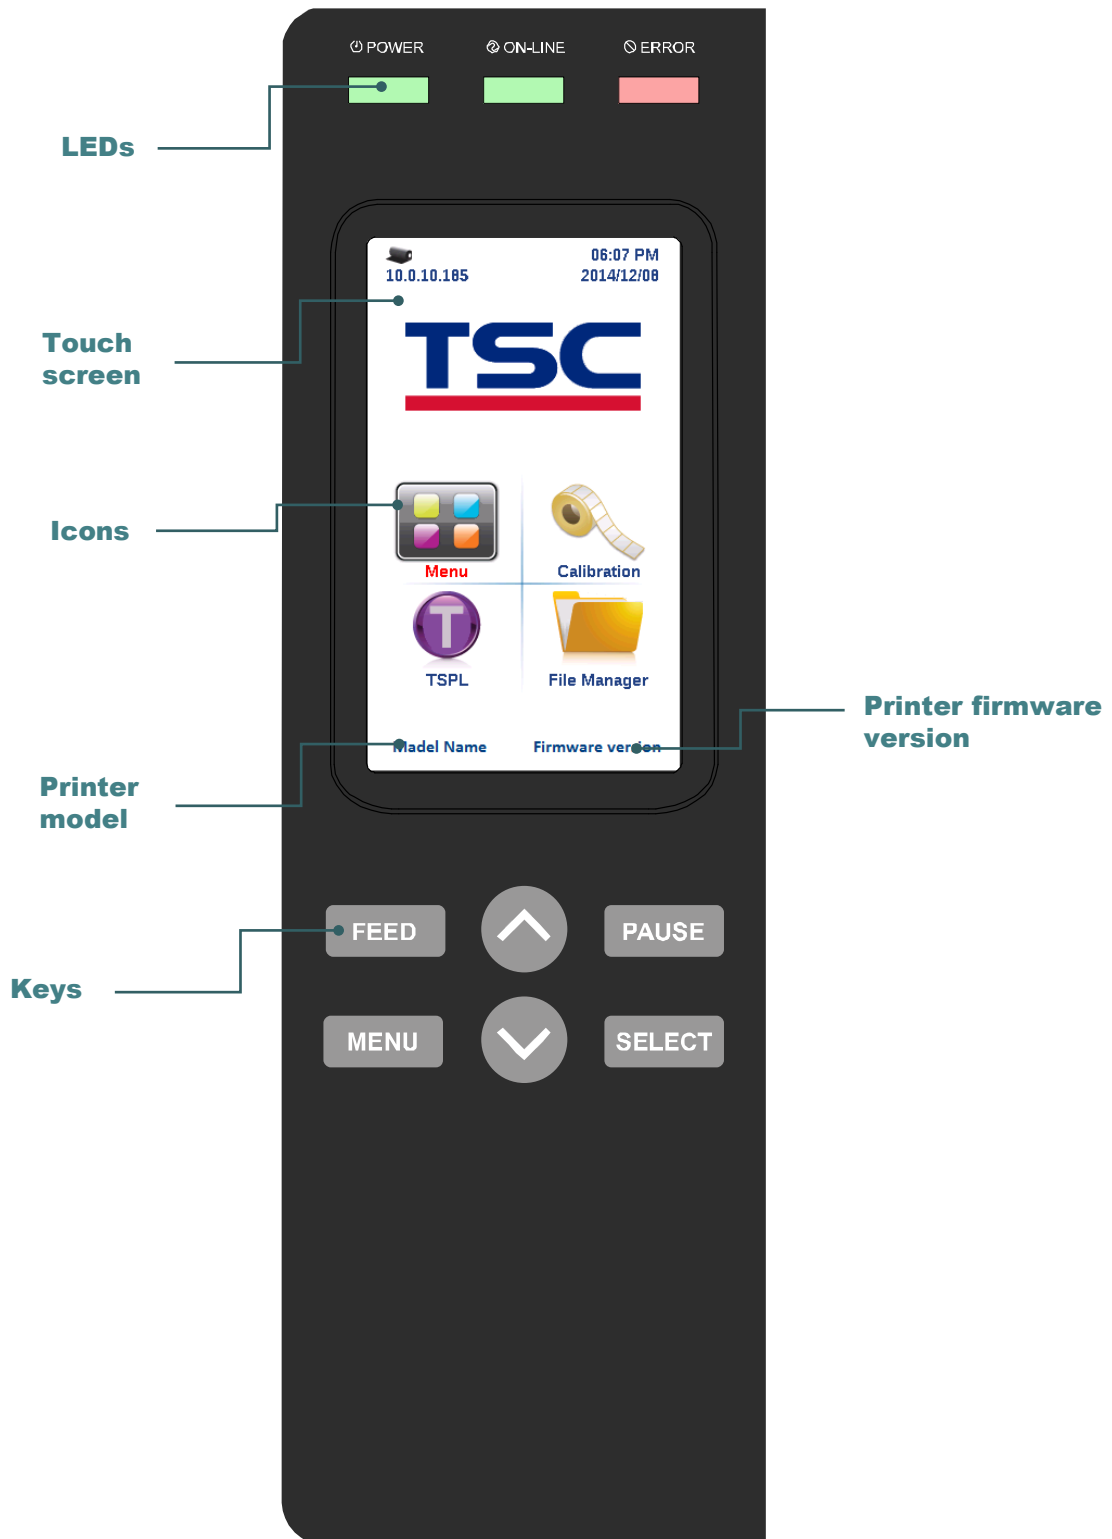 POWER ON-LINE ERROR
LEDs
10.0.10.185
06:07 PM
2014/12/08
TSC
Touch
screen
Icons
Menu
Calibration
TSPL
File Manager
Printer firmware
version
Madel Name
Firmware version
Printer
model
FEED
PAUSE
Keys
MENU
SELECT